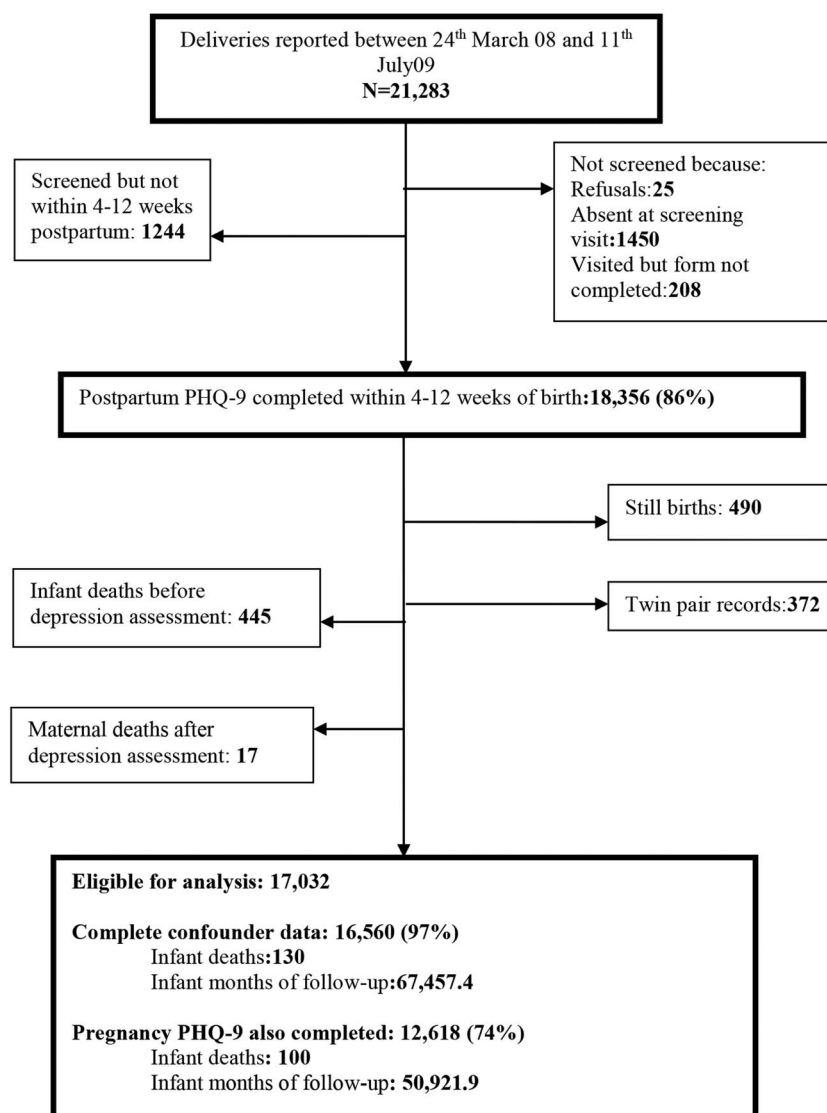 Deliveries reported between 24th March 08 and 11th
July09
N=21,283
Screened but not
within 4-12 weeks
postpartum: 1244
Not screened because:
Refusals:25
Absent at screening
visit:1450
Visited but form not
completed:208
Postpartum PHQ-9 completed within 4-12 weeks of birth:18,356 (86%)
Still births: 490
Infant deaths before
depression assessment: 445
Twin pair records:372
Maternal deaths after
depression assessment: 17
Eligible for analysis: 17,032
Complete confounder data: 16,560 (97%)
Infant deaths:130
Infant months of follow-up:67,457.4
Pregnancy PHQ-9 also completed: 12,618 (74%)
Infant deaths: 100
Infant months of follow-up: 50,921.9